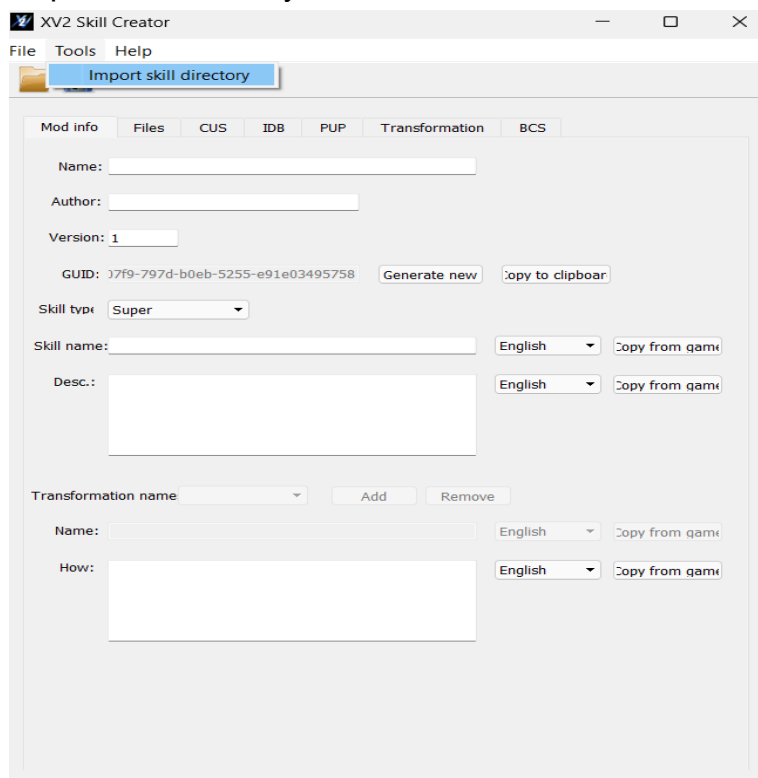 XV2 Skill Creator
File Tools Help
Import skill directory
Mod info Files CUS IDB PUP Transformation BCS
Name:
Author:
Version: 1
GUID: 07f9-797d-b0eb-5255-e91e03495758 Generate new Copy to clipboar
Skill type Super
Skill name: English Copy from game
Desc.: English Copy from game
Transformation name Add Remove
Name: English Copy from game
How: English Copy from game